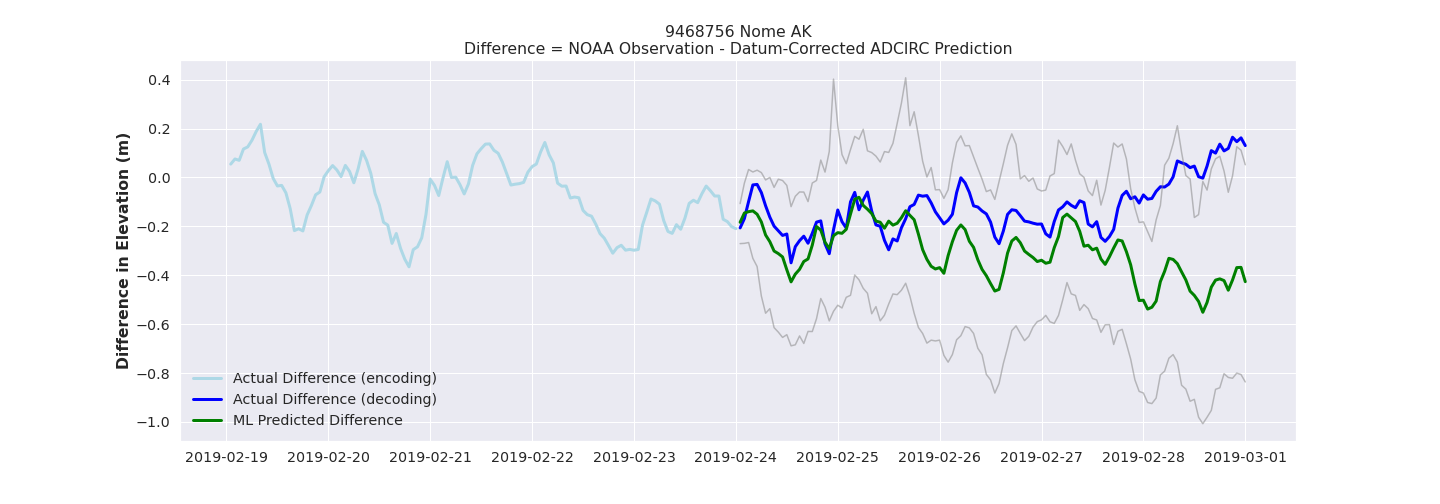 9468756 Nome AK
Difference = NOAA Observation - Datum-Corrected ADCIRC Prediction
Difference in Elevation (m)
0.4
0.2
0.0
−0.2
−0.4
−0.6
−0.8
−1.0
Actual Difference (encoding)
Actual Difference (decoding)
ML Predicted Difference
2019-02-19 2019-02-20 2019-02-21 2019-02-22 2019-02-23 2019-02-24 2019-02-25 2019-02-26 2019-02-27 2019-02-28 2019-03-01